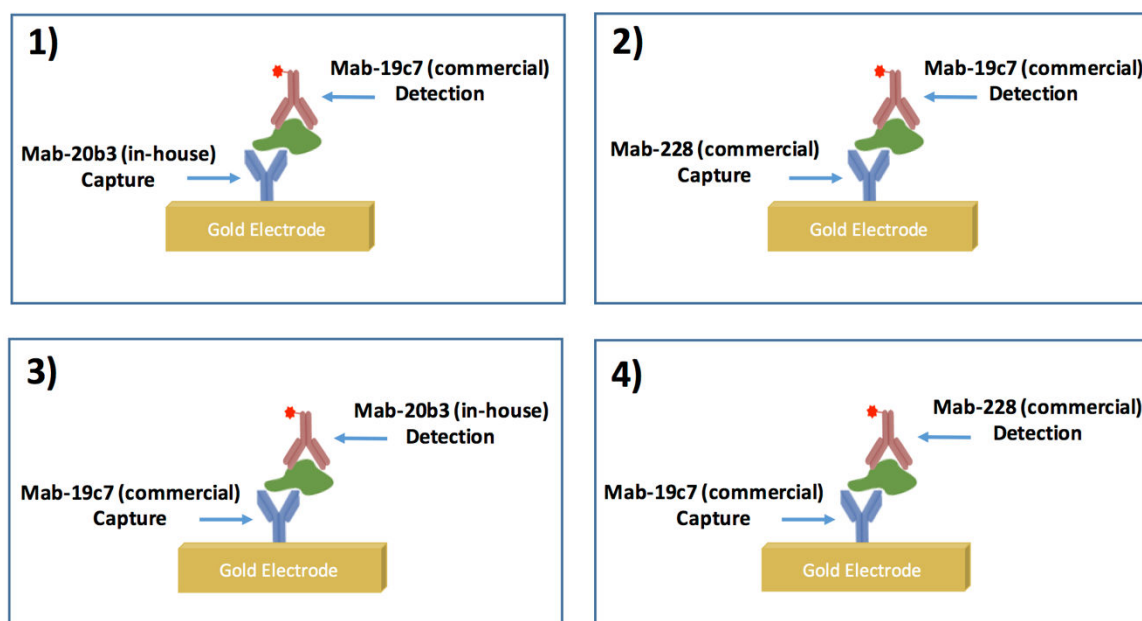 1)
Mab-19c7 (commercial)
Detection
Mab-20b3 (in-house)
Capture
Gold Electrode
2)
Mab-19c7 (commercial)
Detection
Mab-228 (commercial)
Capture
Gold Electrode
3)
Mab-20b3 (in-house)
Detection
Mab-19c7 (commercial)
Capture
Gold Electrode
4)
Mab-228 (commercial)
Detection
Mab-19c7 (commercial)
Capture
Gold Electrode